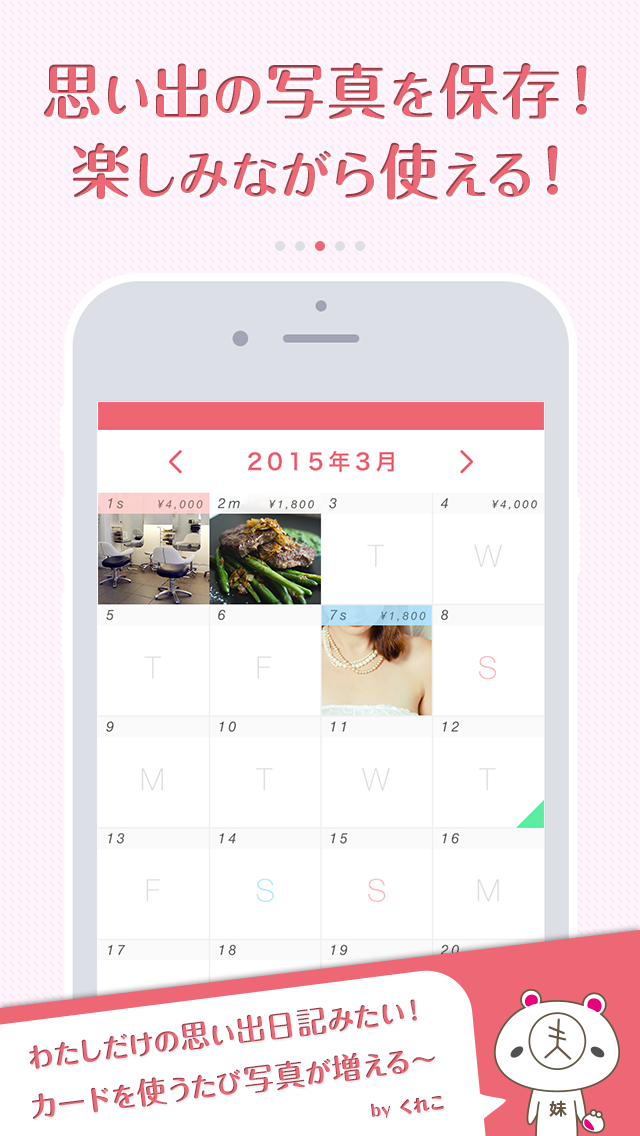 思い出の写真を保存！
楽しみながら使える！
2015年3月
1s ¥4,000
2m ¥1,800
3
4 ¥4,000
T
W
5
6
7s ¥1,800
8
T
F
S
9
10
11
12
M
T
W
T
13
14
15
16
F
S
S
M
17
18
19
20
わたしだけの思い出日記みたい！
カードを使うたび写真が増える〜
by くれこ
妹